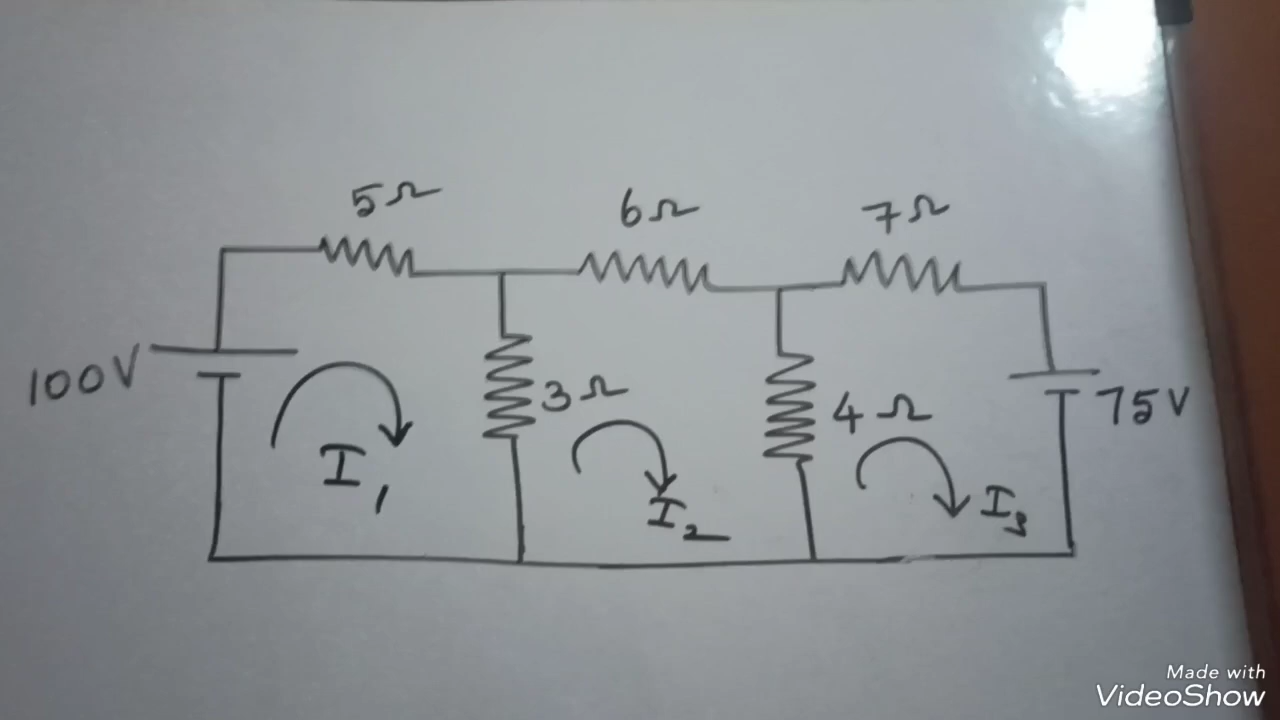 5Ω
6Ω
7Ω
100V
3Ω
4Ω
75V
I₁
I₂
I₃
Made with
VideoShow